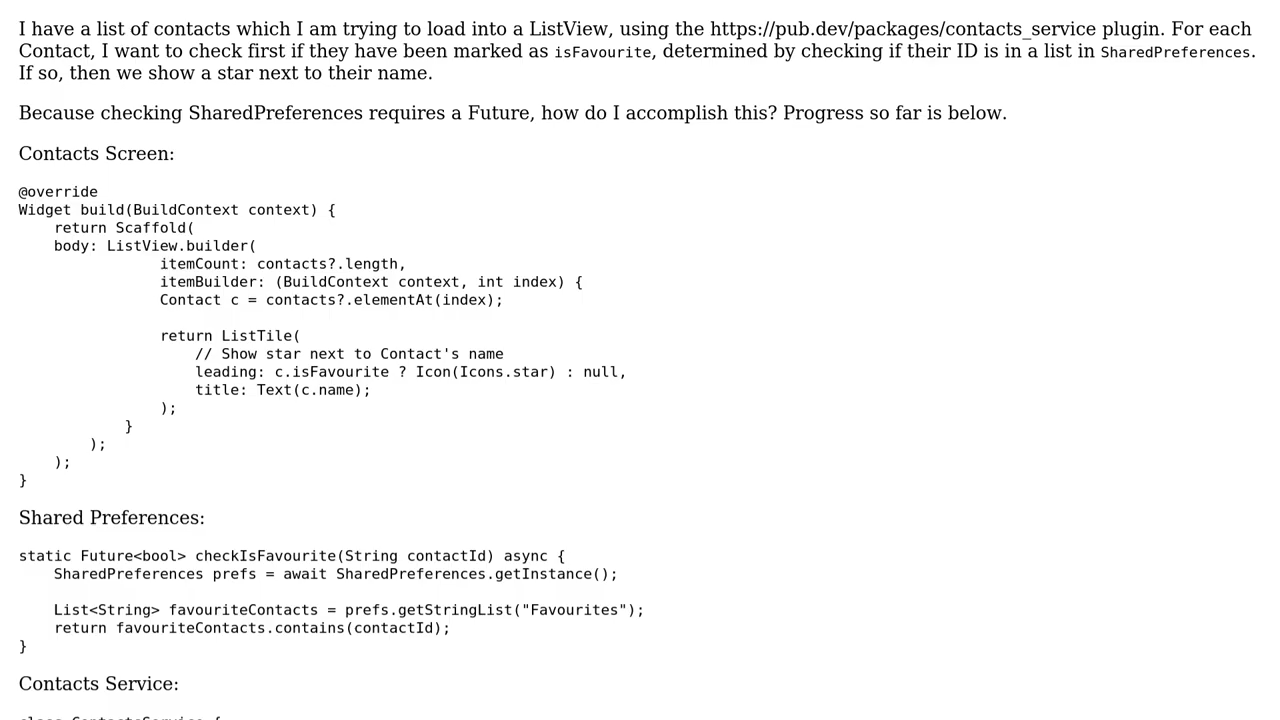 I have a list of contacts which I am trying to load into a ListView, using the https://pub.dev/packages/contacts_service plugin. For each
Contact, I want to check first if they have been marked as isFavourite, determined by checking if their ID is in a list in SharedPreferences.
If so, then we show a star next to their name.
Because checking SharedPreferences requires a Future, how do I accomplish this? Progress so far is below.
Contacts Screen:
@override
Widget build(BuildContext context) {
    return Scaffold(
    body: ListView.builder(
                itemCount: contacts?.length,
                itemBuilder: (BuildContext context, int index) {
                Contact c = contacts?.elementAt(index);
                return ListTile(
                    // Show star next to Contact's name
                    leading: c.isFavourite ? Icon(Icons.star) : null,
                    title: Text(c.name);
                );
            }
        );
    );
}
Shared Preferences:
static Future<bool> checkIsFavourite(String contactId) async {
    SharedPreferences prefs = await SharedPreferences.getInstance();
    List<String> favouriteContacts = prefs.getStringList("Favourites");
    return favouriteContacts.contains(contactId);
}
Contacts Service:
class ContactsService {